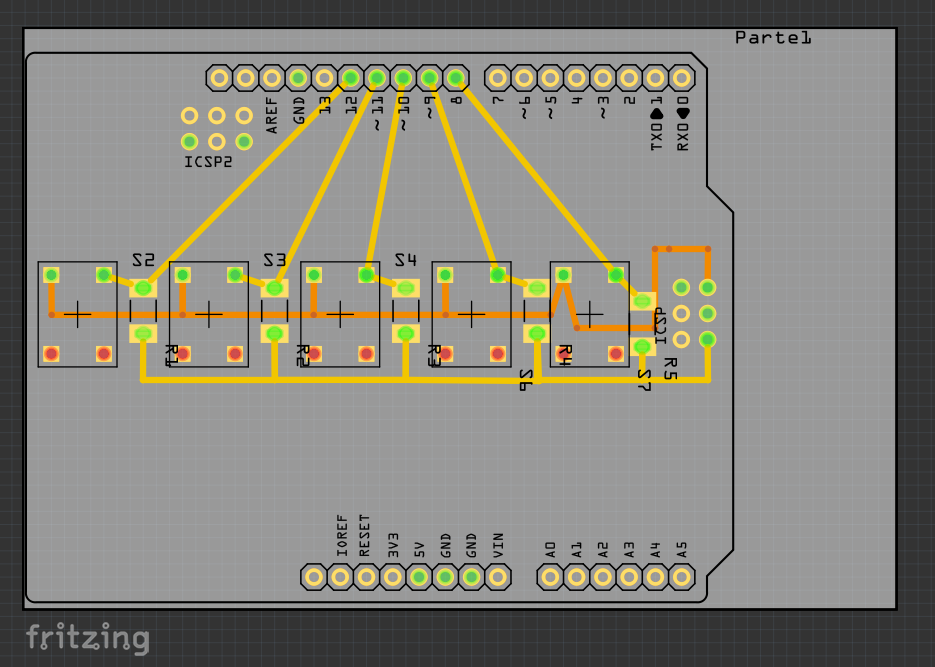 Parte1
AREF
GND
13
12
~11
~10
~9
8
7
~6
~5
4
~3
2
TX0 1
RX0 0
ICSP2
S2
S3
S4
R1
R2
R3
S6
R4
S7
R5
ICSP
IOREF
RESET
3V3
5V
GND
GND
VIN
A0
A1
A2
A3
A4
A5
fritzing